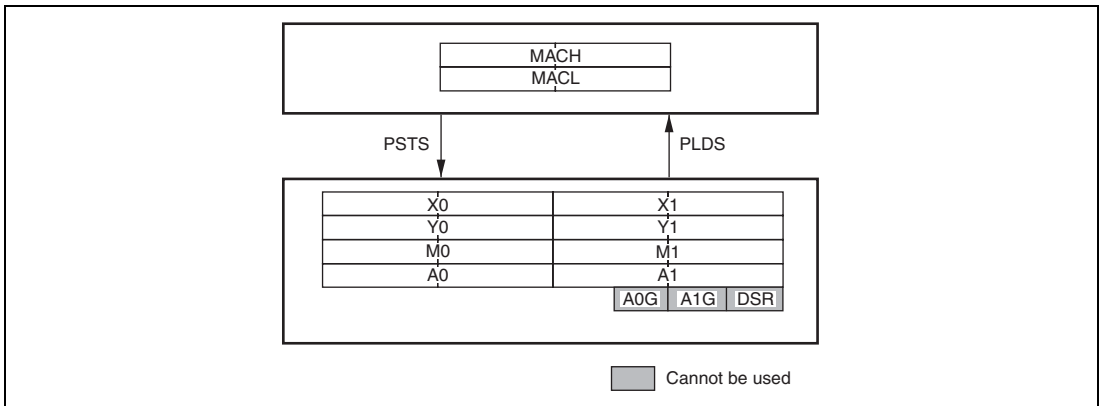 MACH
MACL
PSTS
PLDS
X0 X1
Y0 Y1
M0 M1
A0 A1
A0G A1G DSR
Cannot be used